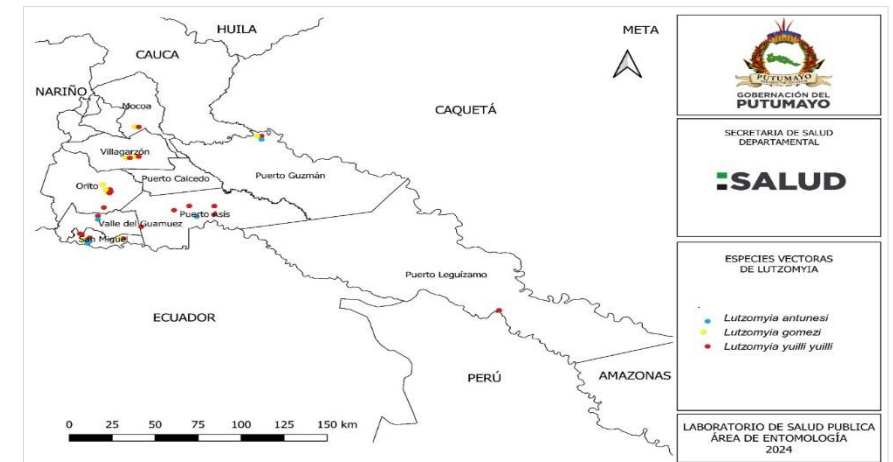 HUILA
META
CAUCA
NARIÑO
CAQUETÁ
Mocoa
Villagarzón
Puerto Caicedo
Puerto Guzmán
Orito
Puerto Asís
Valle del Guamuez
San Miguel
Puerto Leguízamo
ECUADOR
PERÚ
AMAZONAS
0 25 50 75 100 125 150 km
PUTUMAYO
GOBERNACIÓN DEL
PUTUMAYO
SECRETARIA DE SALUD
DEPARTAMENTAL
SALUD
ESPECIES VECTORAS
DE LUTZOMYIA
Lutzomyia antunesi
Lutzomyia gomezi
Lutzomyia yuilli yuilli
LABORATORIO DE SALUD PUBLICA
ÁREA DE ENTOMOLOGÍA
2024